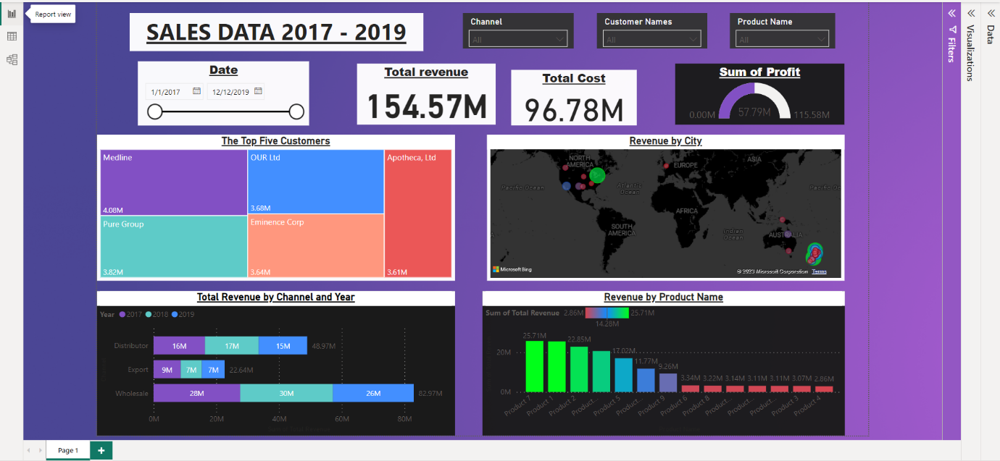 Report view
SALES DATA 2017 - 2019
Channel
All
Customer Names
All
Product Name
All
Filters
Visualizations
Data
Date
1/1/2017
12/12/2019
Total revenue
154.57M
Total Cost
96.78M
Sum of Profit
0.00M
57.79M
115.58M
The Top Five Customers
Medline
4.08M
OUR Ltd
3.68M
Apotheca, Ltd
3.61M
Pure Group
3.82M
Eminence Corp
3.64M
Revenue by City
NORTH
AMERICA
EUROPE
ASIA
Pacific Ocean
Atlantic
Ocean
Pacific Oc
AFRICA
SOUTH
AMERICA
Indian
Ocean
AUSTRALIA
Microsoft Bing
© 2023 Microsoft Corporation Terms
Total Revenue by Channel and Year
Year 2017 2018 2019
Distributor 16M 17M 15M 48.97M
Export 9M 7M 7M 22.64M
Wholesale 28M 30M 26M 82.97M
0M 20M 40M 60M 80M
Revenue by Product Name
Sum of Total Revenue 2.86M 25.71M
14.28M
25.71M 22.85M 17.02M 11.77M 9.26M 3.34M 3.22M 3.14M 3.11M 3.11M 3.07M 2.86M
20M
0M
Product 7 Product 1 Product 2 Product... Product 5 Product... Product 9 Product 6 Product 8 Product... Product... Product... Product 3 Product 4
Page 1
+